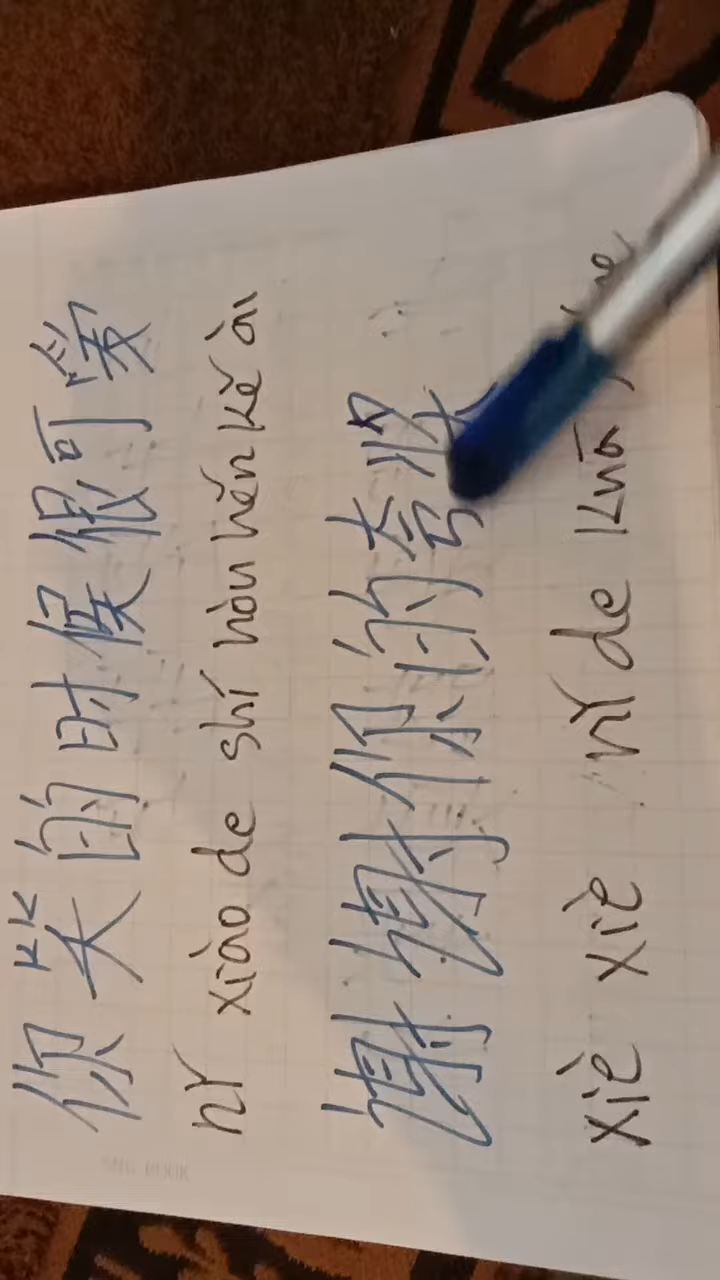 你笑的时候很可爱
nǐ xiào de shí hòu hěn kě ài
谢谢你的夸奖
xiè xiè nǐ de kuā